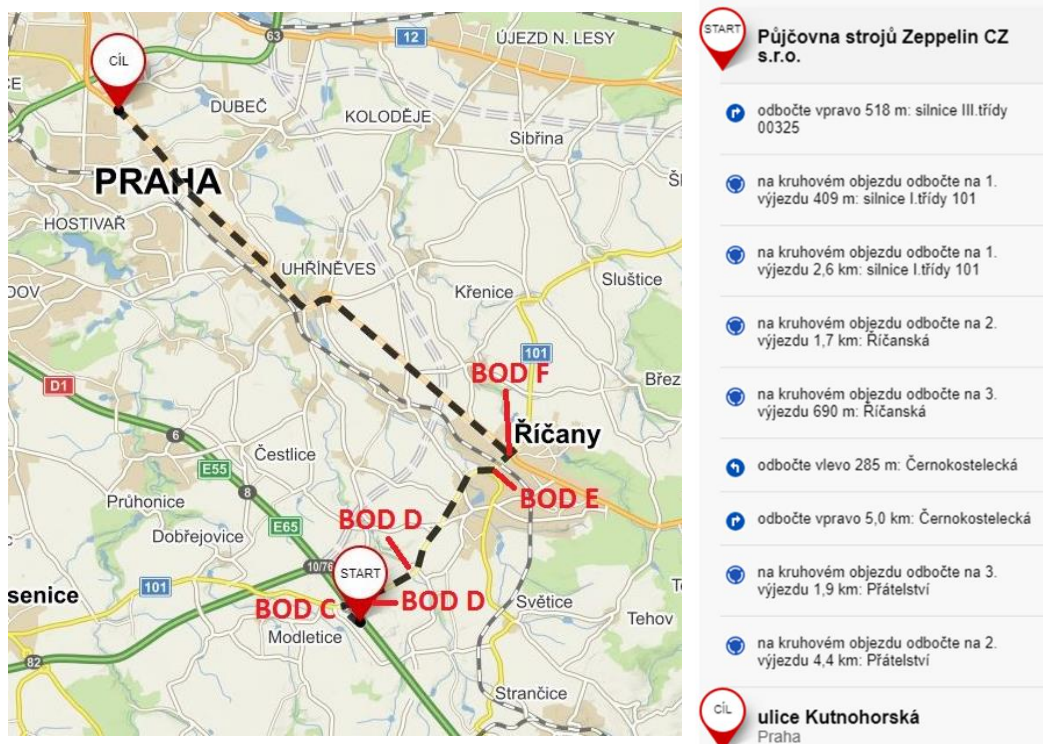 CÍL
63
12
ÚJEZD N. LESY
DUBEČ
KOLODĚJE
Sibřina
PRAHA
HOSTIVAŘ
UHŘÍNĚVES
Sluštice
Křenice
DOV
101
BOD F
Břez
D1
6
Říčany
Čestlice
E55
8
Průhonice
BOD E
E65
BOD D
Dobřejovice
10/76
START
101
senice
BOD C
BOD D
Světice
Modletice
Tehov
82
Strančice
START
Půjčovna strojů Zeppelin CZ
s.r.o.
odbočte vpravo 518 m: silnice III.třídy
00325
na kruhovém objezdu odbočte na 1.
výjezdu 409 m: silnice I.třídy 101
na kruhovém objezdu odbočte na 1.
výjezdu 2,6 km: silnice I.třídy 101
na kruhovém objezdu odbočte na 2.
výjezdu 1,7 km: Říčanská
na kruhovém objezdu odbočte na 3.
výjezdu 690 m: Říčanská
odbočte vlevo 285 m: Černokostelecká
odbočte vpravo 5,0 km: Černokostelecká
na kruhovém objezdu odbočte na 3.
výjezdu 1,9 km: Přátelství
na kruhovém objezdu odbočte na 2.
výjezdu 4,4 km: Přátelství
CÍL
ulice Kutnohorská
Praha